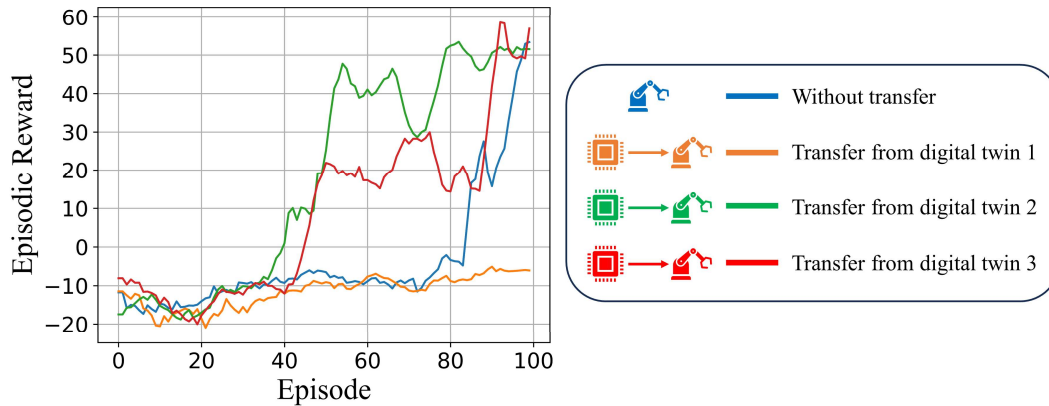 60
50
40
30
20
10
0
−10
−20
0
20
40
60
80
100
Episodic Reward
Episode
Without transfer
Transfer from digital twin 1
Transfer from digital twin 2
Transfer from digital twin 3